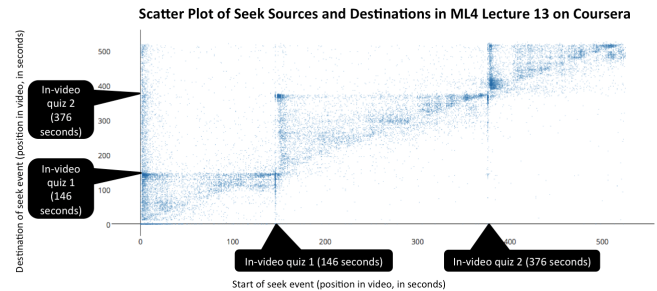 Scatter Plot of Seek Sources and Destinations in ML4 Lecture 13 on Coursera
Destination of seek event (position in video, in seconds)
500
400
300
200
100
0
In-video
quiz 2
(376
seconds)
In-video
quiz 1
(146
seconds)
0
100
200
300
400
500
In-video quiz 1 (146 seconds)
In-video quiz 2 (376 seconds)
Start of seek event (position in video, in seconds)